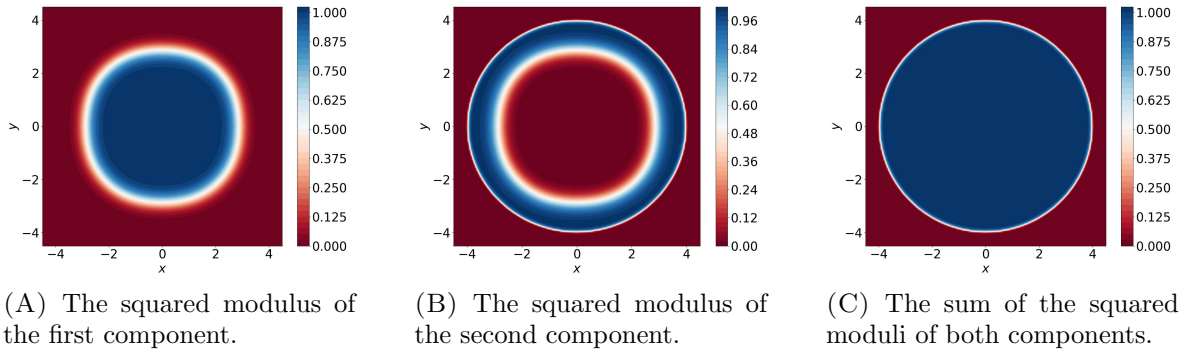 4
2
0
−2
−4
y
−4 −2 0 2 4
x
1.000
0.875
0.750
0.625
0.500
0.375
0.250
0.125
0.000
4
2
0
−2
−4
y
−4 −2 0 2 4
x
0.96
0.84
0.72
0.60
0.48
0.36
0.24
0.12
0.00
4
2
0
−2
−4
y
−4 −2 0 2 4
x
1.000
0.875
0.750
0.625
0.500
0.375
0.250
0.125
0.000
(A) The squared modulus of
the first component.
(B) The squared modulus of
the second component.
(C) The sum of the squared
moduli of both components.